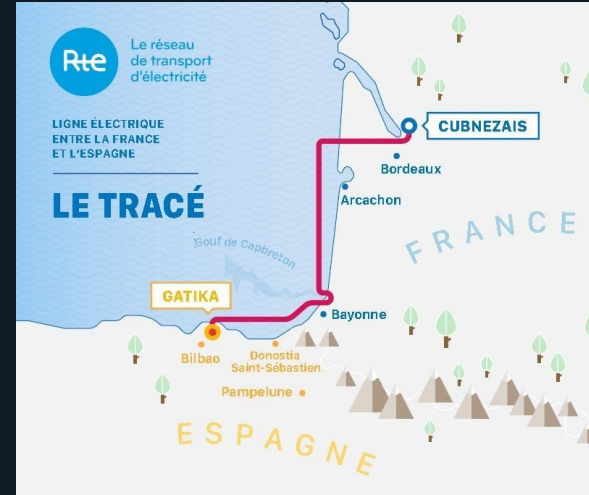 Rte
Le réseau
de transport
d'électricité
LIGNE ÉLECTRIQUE
ENTRE LA FRANCE
ET L'ESPAGNE
LE TRACÉ
CUBNEZAIS
Bordeaux
Arcachon
FRANCE
Gouf de Capbreton
GATIKA
Bayonne
Bilbao
Donostia
Saint-Sébastien
Pampelune
ESPAGNE